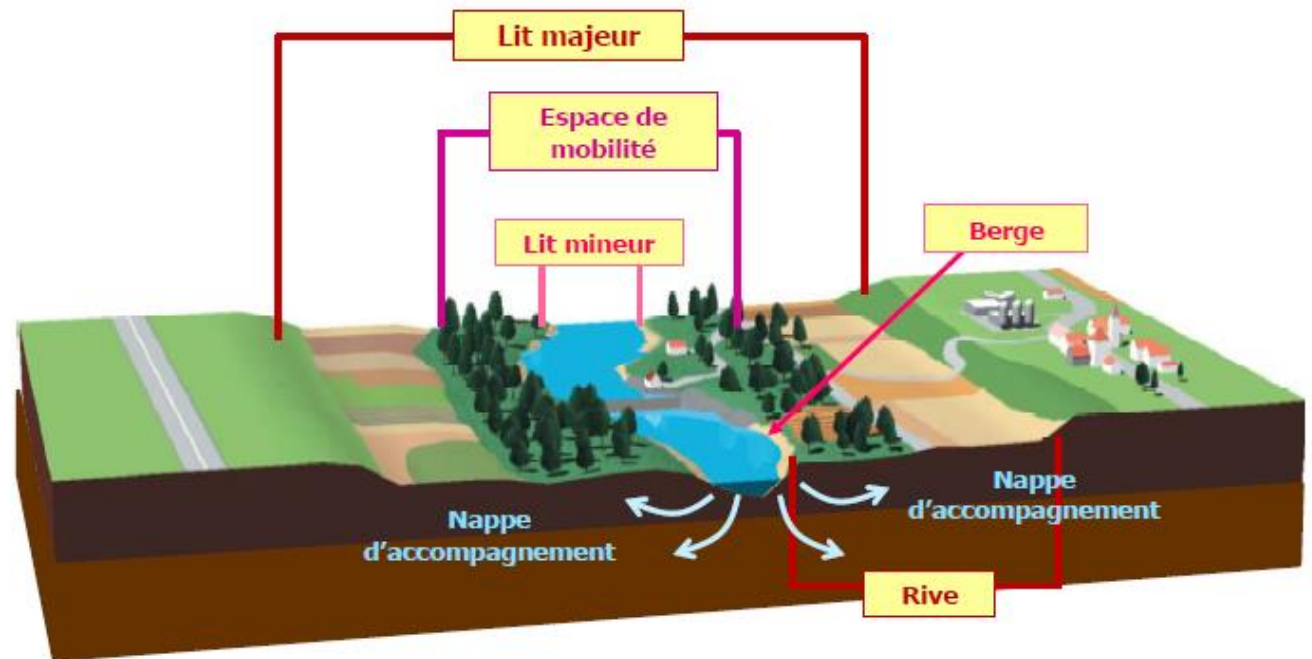 Lit majeur
Espace de
mobilité
Lit mineur
Berge
Nappe
d'accompagnement
Nappe
d'accompagnement
Rive